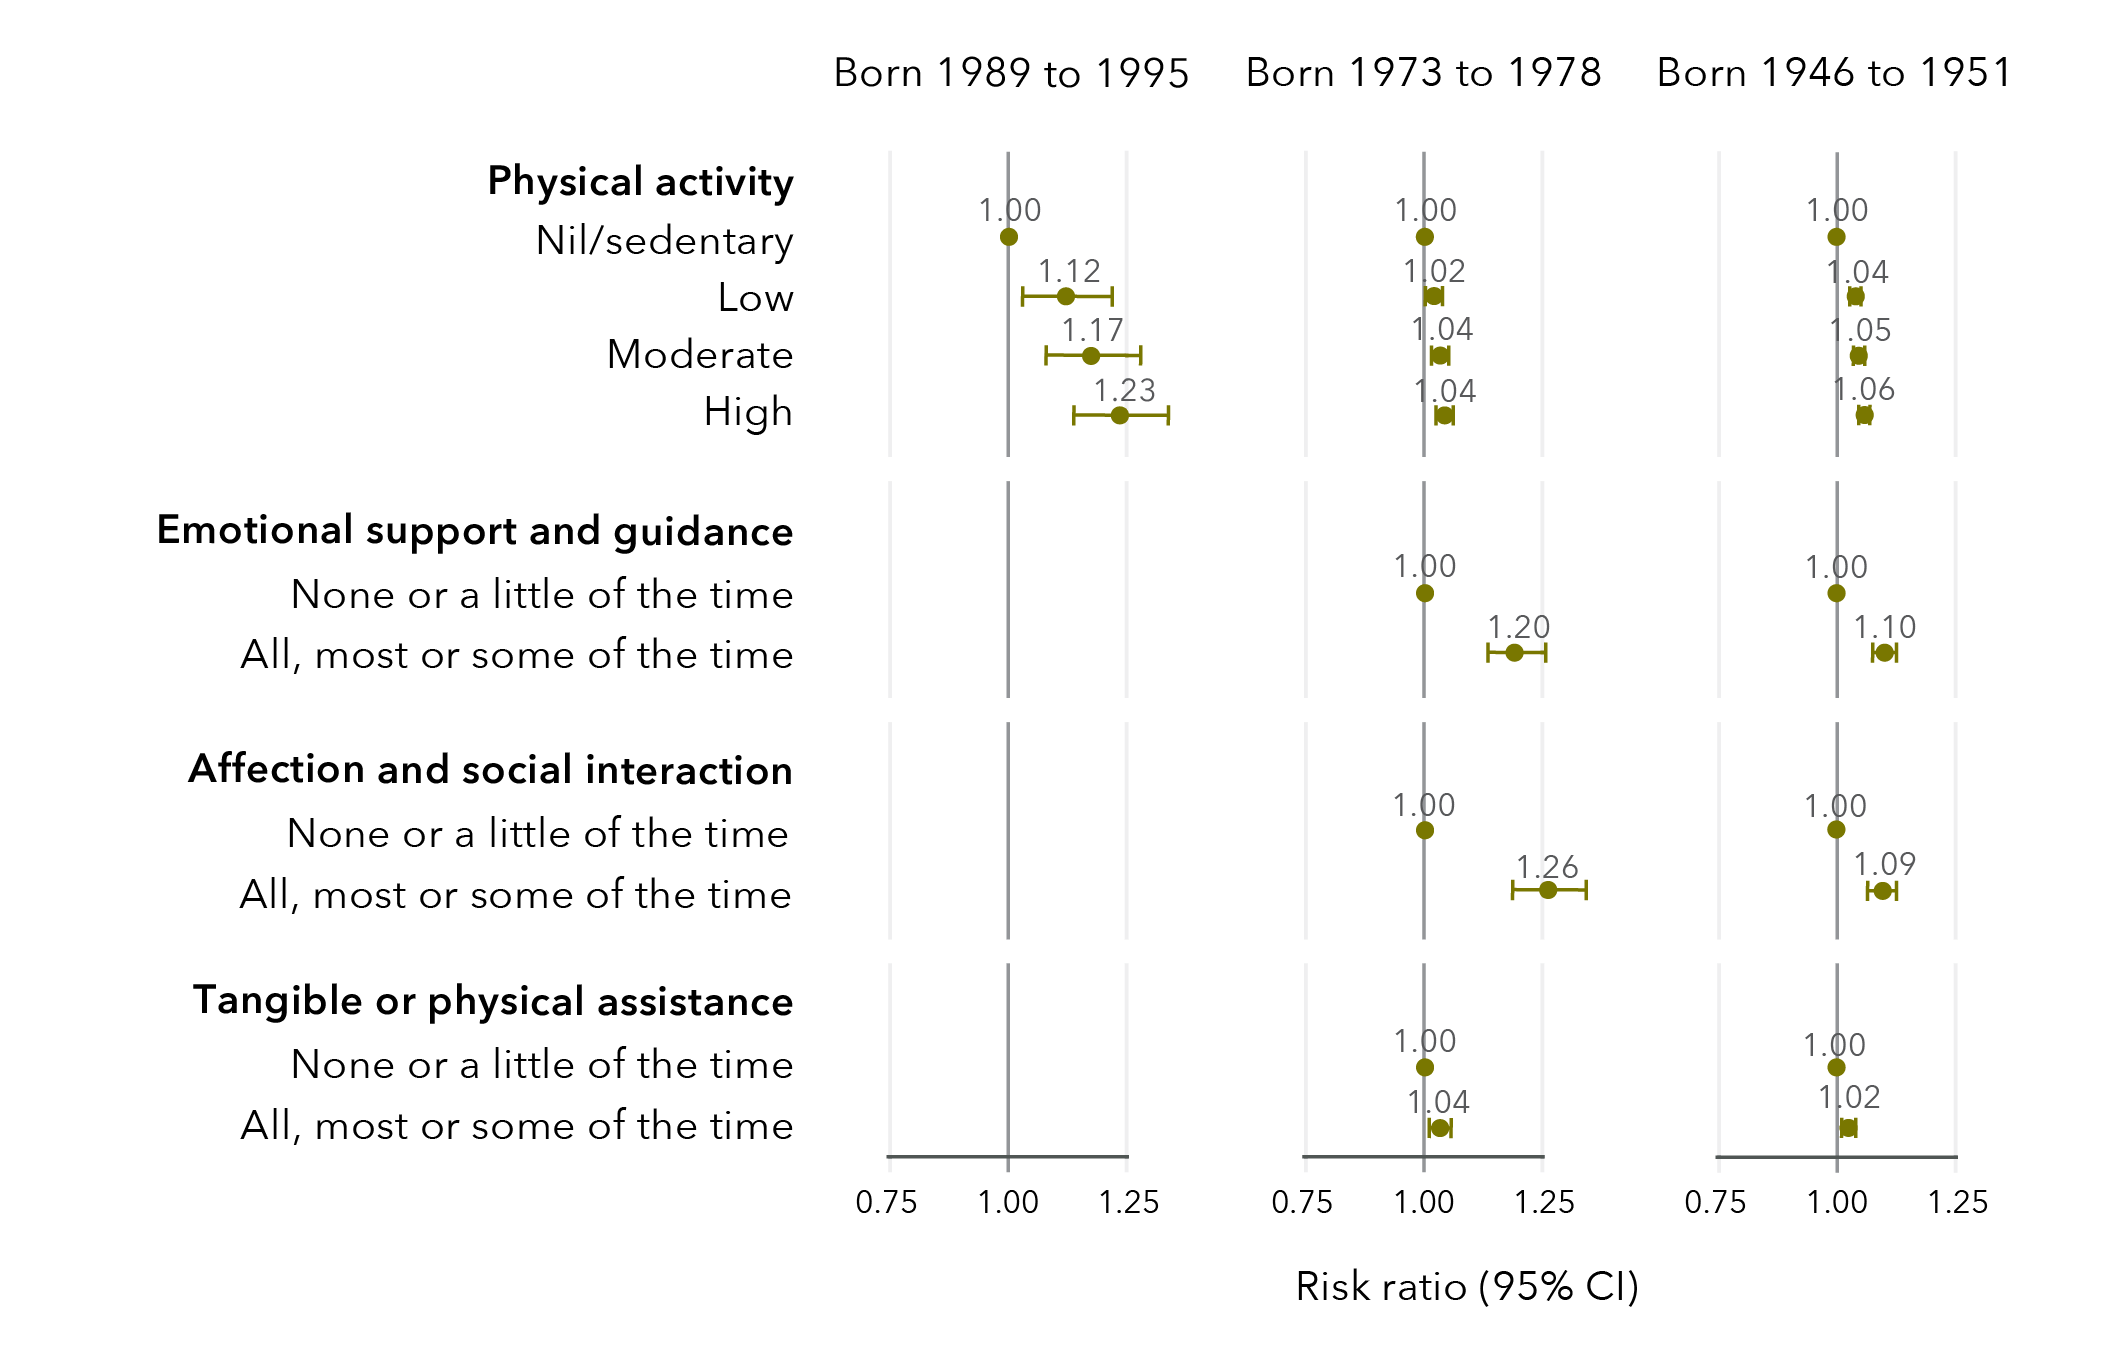 Born 1989 to 1995 Born 1973 to 1978 Born 1946 to 1951
Physical activity
1.00 1.00 1.00
Nil/sedentary
1.12 1.02 1.04
Low
1.17 1.04 1.05
Moderate
1.23 1.04 1.06
High
Emotional support and guidance
1.00 1.00
None or a little of the time
1.20 1.10
All, most or some of the time
Affection and social interaction
1.00 1.00
None or a little of the time
1.26 1.09
All, most or some of the time
Tangible or physical assistance
1.00 1.00
None or a little of the time
1.04 1.02
All, most or some of the time
0.75 1.00 1.25 0.75 1.00 1.25 0.75 1.00 1.25
Risk ratio (95% CI)